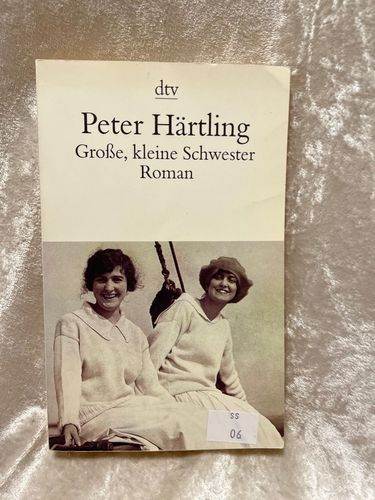 dtv
Peter Härtling
Große, kleine Schwester
Roman
SS
06